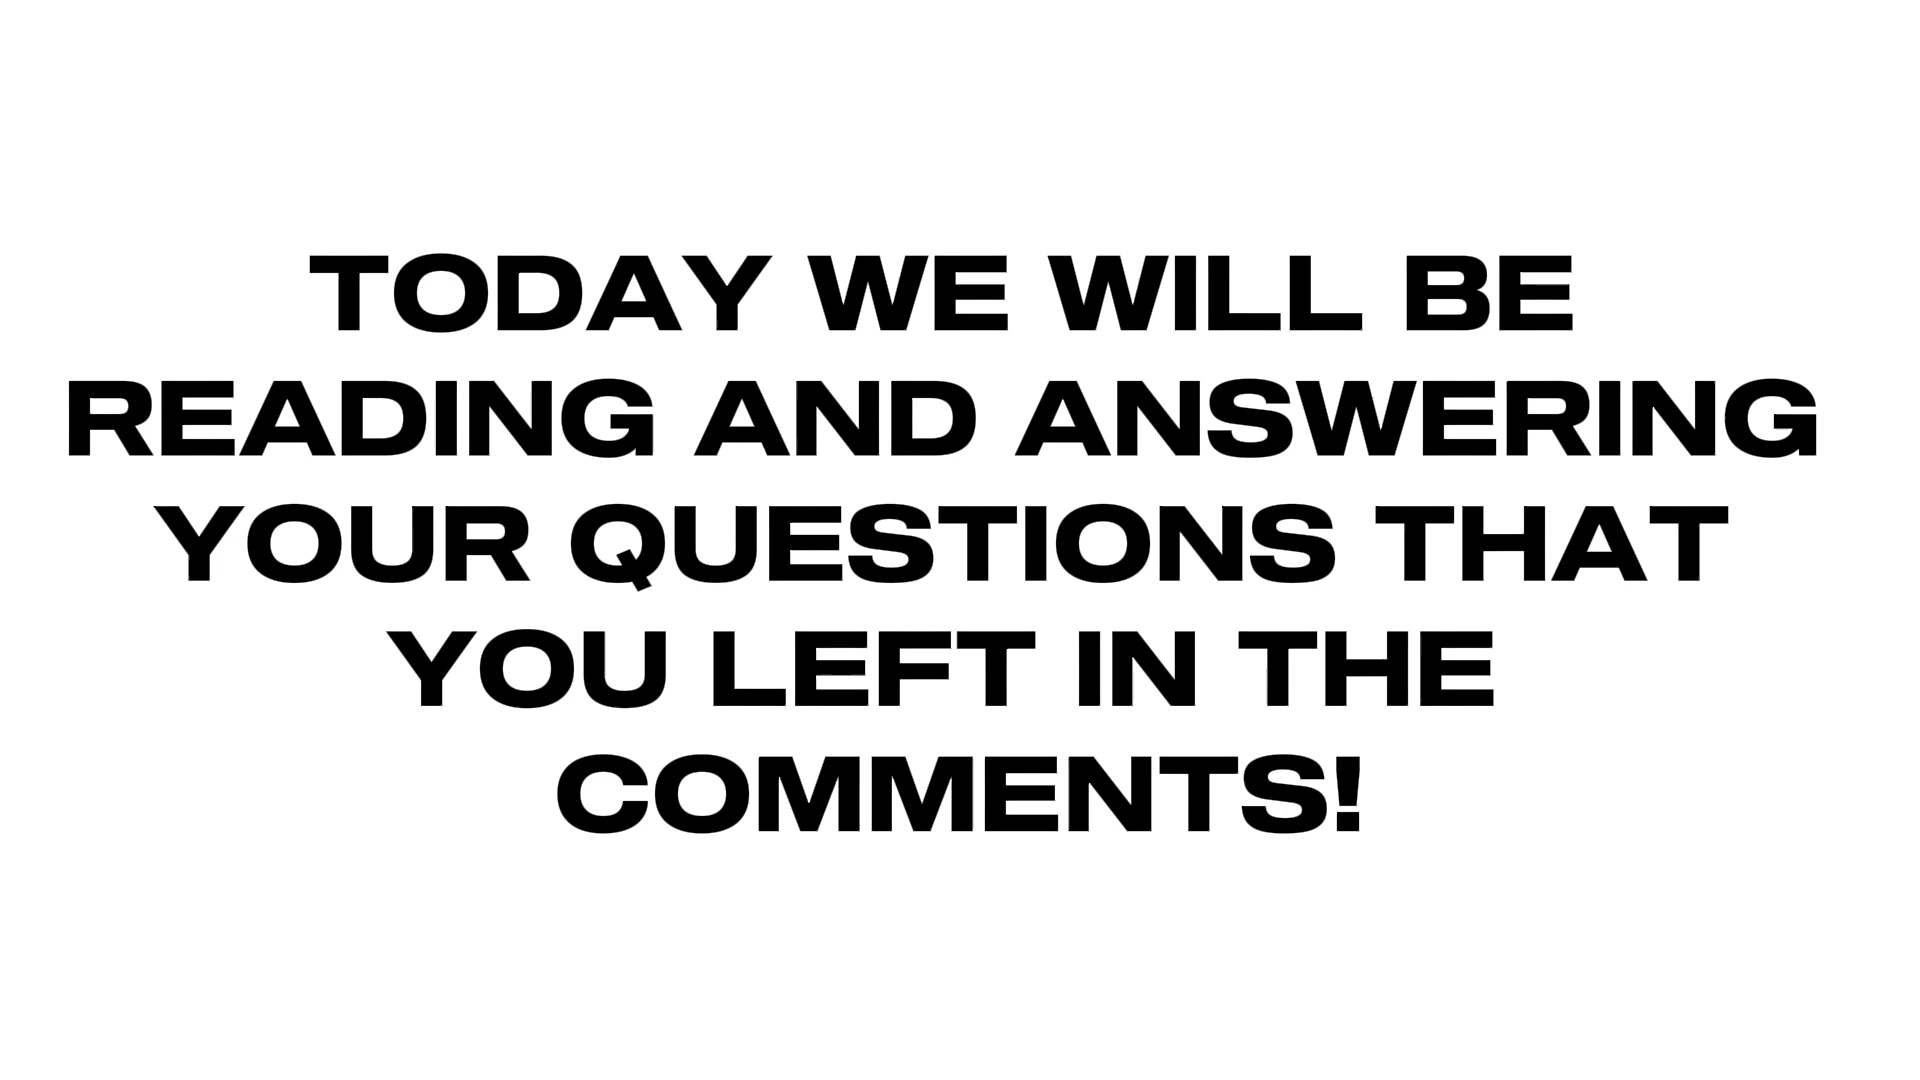 TODAY WE WILL BE
READING AND ANSWERING
YOUR QUESTIONS THAT
YOU LEFT IN THE
COMMENTS!